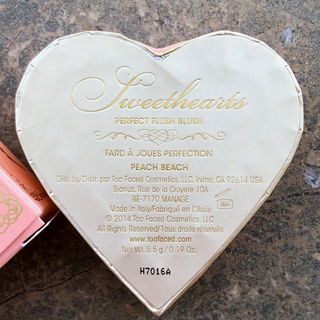 Sweethearts
PERFECT FLUSH BLUSH
FARD À JOUES PERFECTION
PEACH BEACH
Dist. by/Distr. par Too Faced Cosmetics, LLC, Irvine, CA 92614 USA
Biorius, Rue de la Croyere 10A
BE-7170 MANAGE
Made in Italy/Fabriqué en l'Italie
© 2014 Too Faced Cosmetics, LLC
All Rights Reserved/Tous droits réservés
www.toofaced.com
Net Wt. 5.5 g / 0.19 Oz.
H7016A